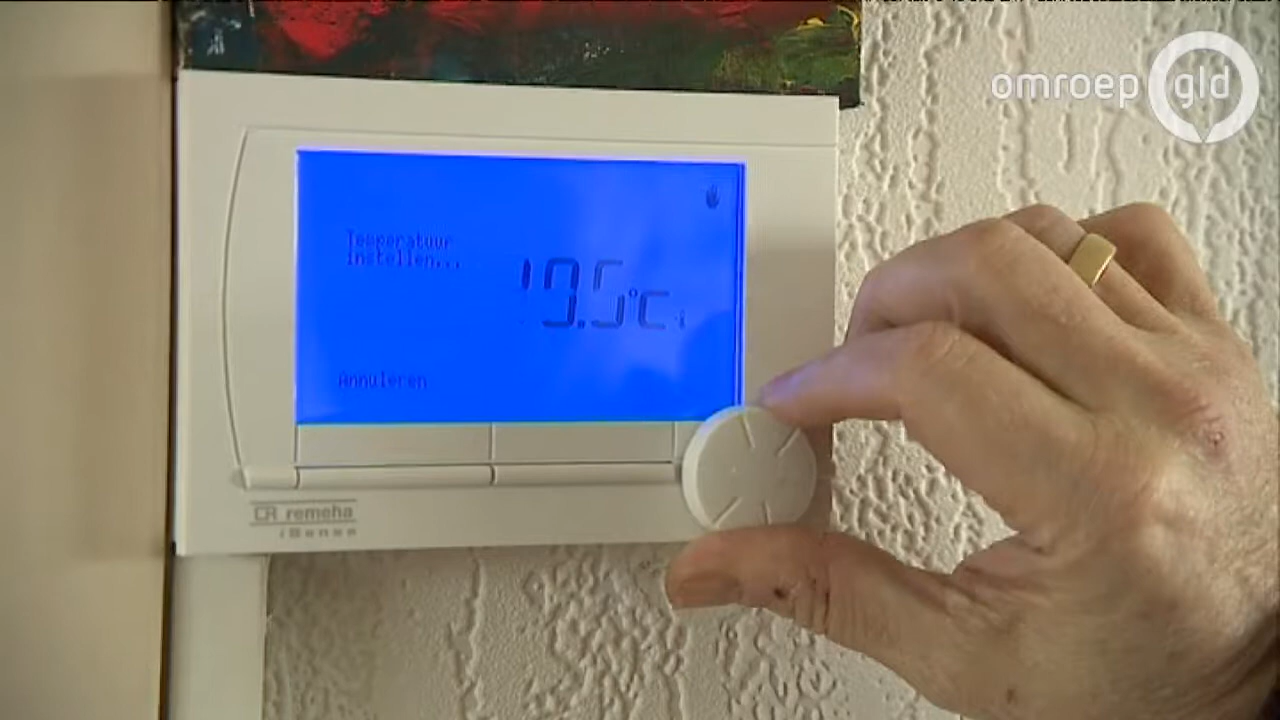 omroep gld
Temperatuur
instellen...
19.5°C
Annuleren
remeha
iSense